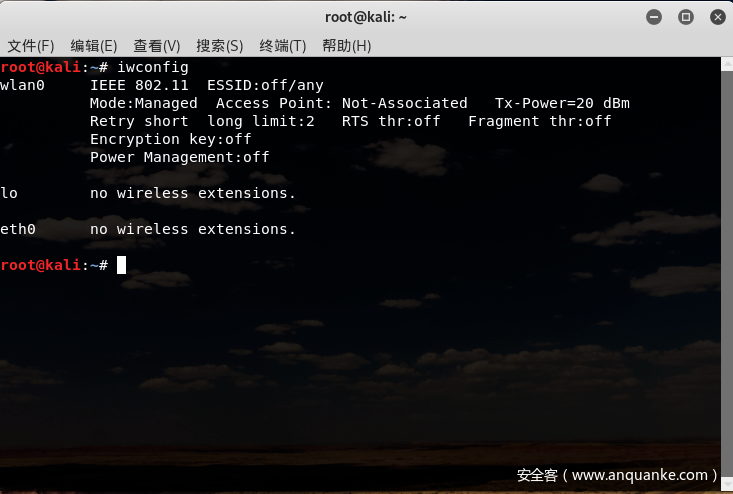 root@kali: ~
文件(F) 编辑(E) 查看(V) 搜索(S) 终端(T) 帮助(H)
root@kali:~# iwconfig
wlan0     IEEE 802.11  ESSID:off/any
          Mode:Managed  Access Point: Not-Associated   Tx-Power=20 dBm
          Retry short  long limit:2   RTS thr:off   Fragment thr:off
          Encryption key:off
          Power Management:off
lo        no wireless extensions.
eth0      no wireless extensions.
root@kali:~#
安全客（www.anquanke.com）